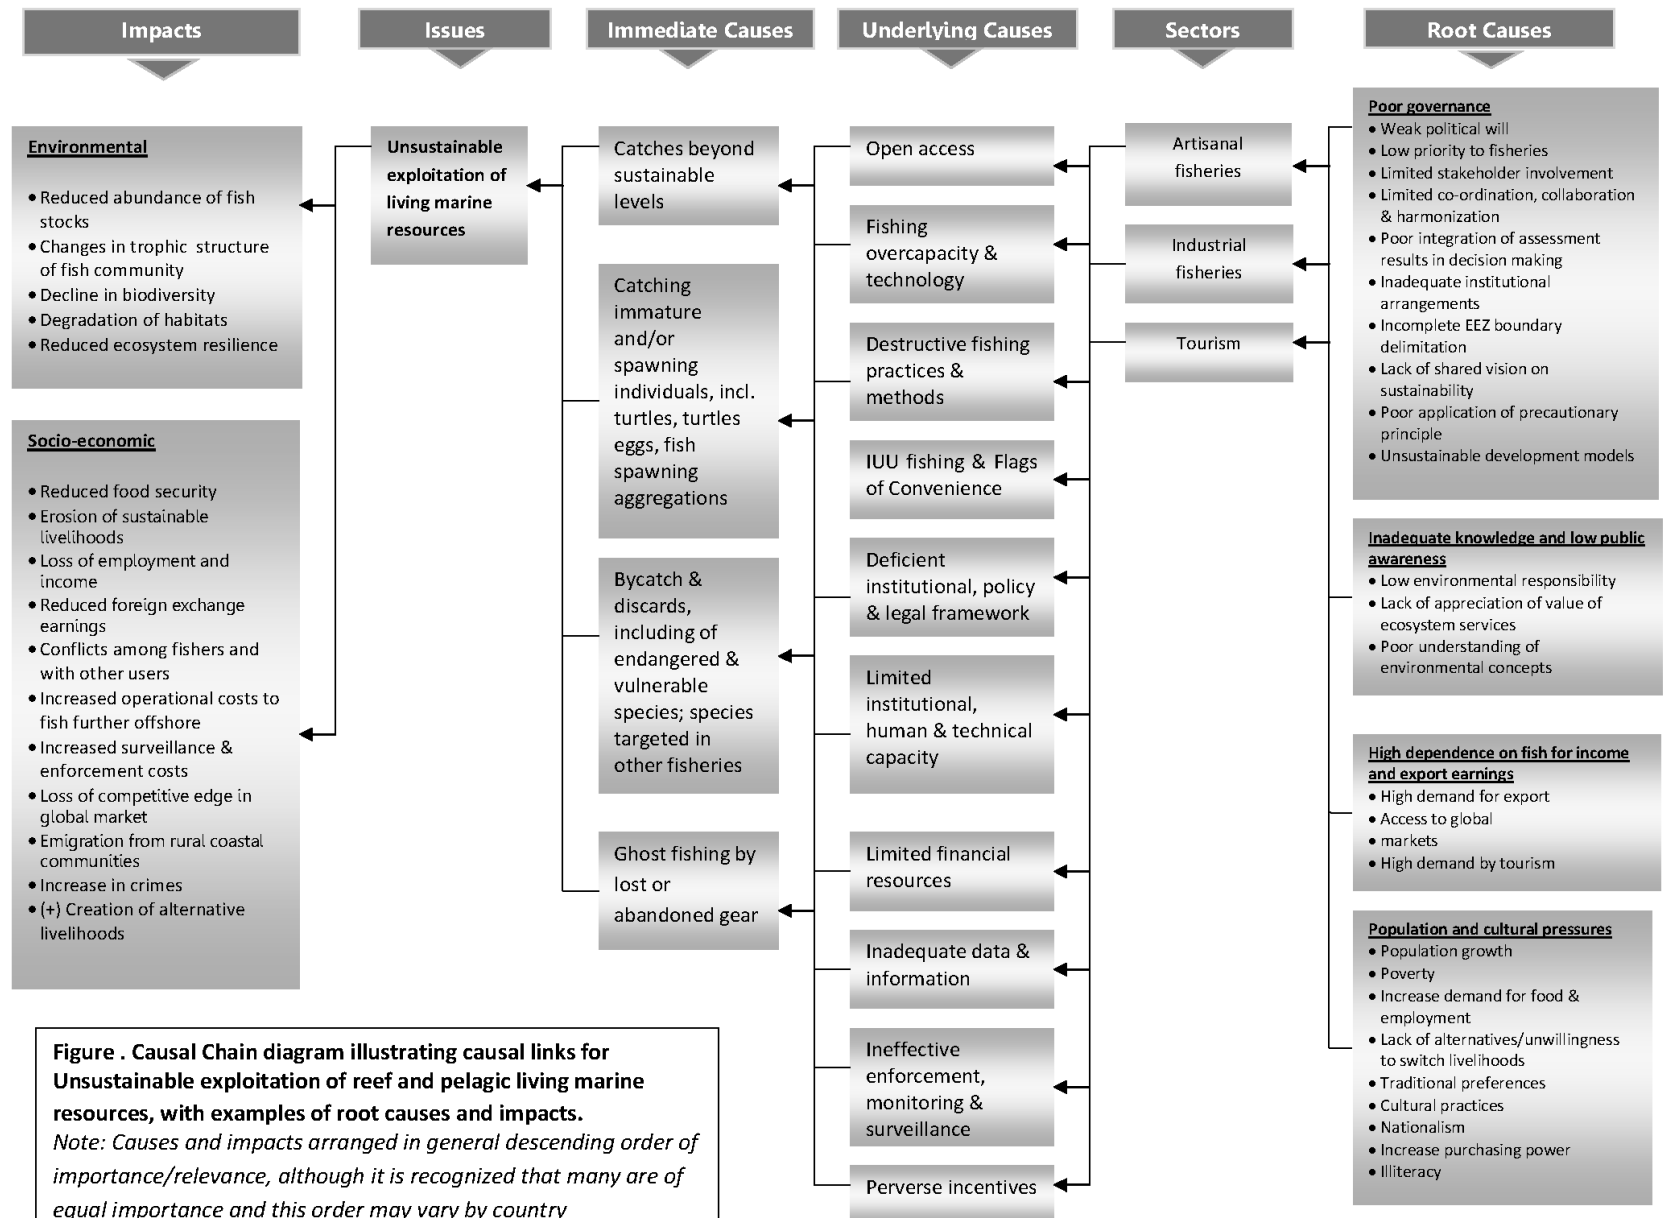 Impacts
Issues
Immediate Causes
Underlying Causes
Sectors
Root Causes
Environmental
• Reduced abundance of fish
stocks
• Changes in trophic structure
of fish community
• Decline in biodiversity
• Degradation of habitats
• Reduced ecosystem resilience
Socio-economic
• Reduced food security
• Erosion of sustainable
livelihoods
• Loss of employment and
income
• Reduced foreign exchange
earnings
• Conflicts among fishers and
with other users
• Increased operational costs to
fish further offshore
• Increased surveillance &
enforcement costs
• Loss of competitive edge in
global market
• Emigration from rural coastal
communities
• Increase in crimes
• (+) Creation of alternative
livelihoods
Unsustainable
exploitation of
living marine
resources
Catches beyond
sustainable
levels
Catching
immature
and/or
spawning
individuals, incl.
turtles, turtles
eggs, fish
spawning
aggregations
Bycatch &
discards,
including of
endangered &
vulnerable
species; species
targeted in
other fisheries
Ghost fishing by
lost or
abandoned gear
Open access
Fishing
overcapacity &
technology
Destructive fishing
practices &
methods
IUU fishing & Flags
of Convenience
Deficient
institutional, policy
& legal framework
Limited
institutional,
human & technical
capacity
Limited financial
resources
Inadequate data &
information
Ineffective
enforcement,
monitoring &
surveillance
Perverse incentives
Artisanal
fisheries
Industrial
fisheries
Tourism
Poor governance
• Weak political will
• Low priority to fisheries
• Limited stakeholder involvement
• Limited co-ordination, collaboration
& harmonization
• Poor integration of assessment
results in decision making
• Inadequate institutional
arrangements
• Incomplete EEZ boundary
delimitation
• Lack of shared vision on
sustainability
• Poor application of precautionary
principle
• Unsustainable development models
Inadequate knowledge and low public
awareness
• Low environmental responsibility
• Lack of appreciation of value of
ecosystem services
• Poor understanding of
environmental concepts
High dependence on fish for income
and export earnings
• High demand for export
• Access to global
• markets
• High demand by tourism
Population and cultural pressures
• Population growth
• Poverty
• Increase demand for food &
employment
• Lack of alternatives/unwillingness
to switch livelihoods
• Traditional preferences
• Cultural practices
• Nationalism
• Increase purchasing power
• Illiteracy
Figure . Causal Chain diagram illustrating causal links for
Unsustainable exploitation of reef and pelagic living marine
resources, with examples of root causes and impacts.
Note: Causes and impacts arranged in general descending order of
importance/relevance, although it is recognized that many are of
equal importance and this order may vary by country